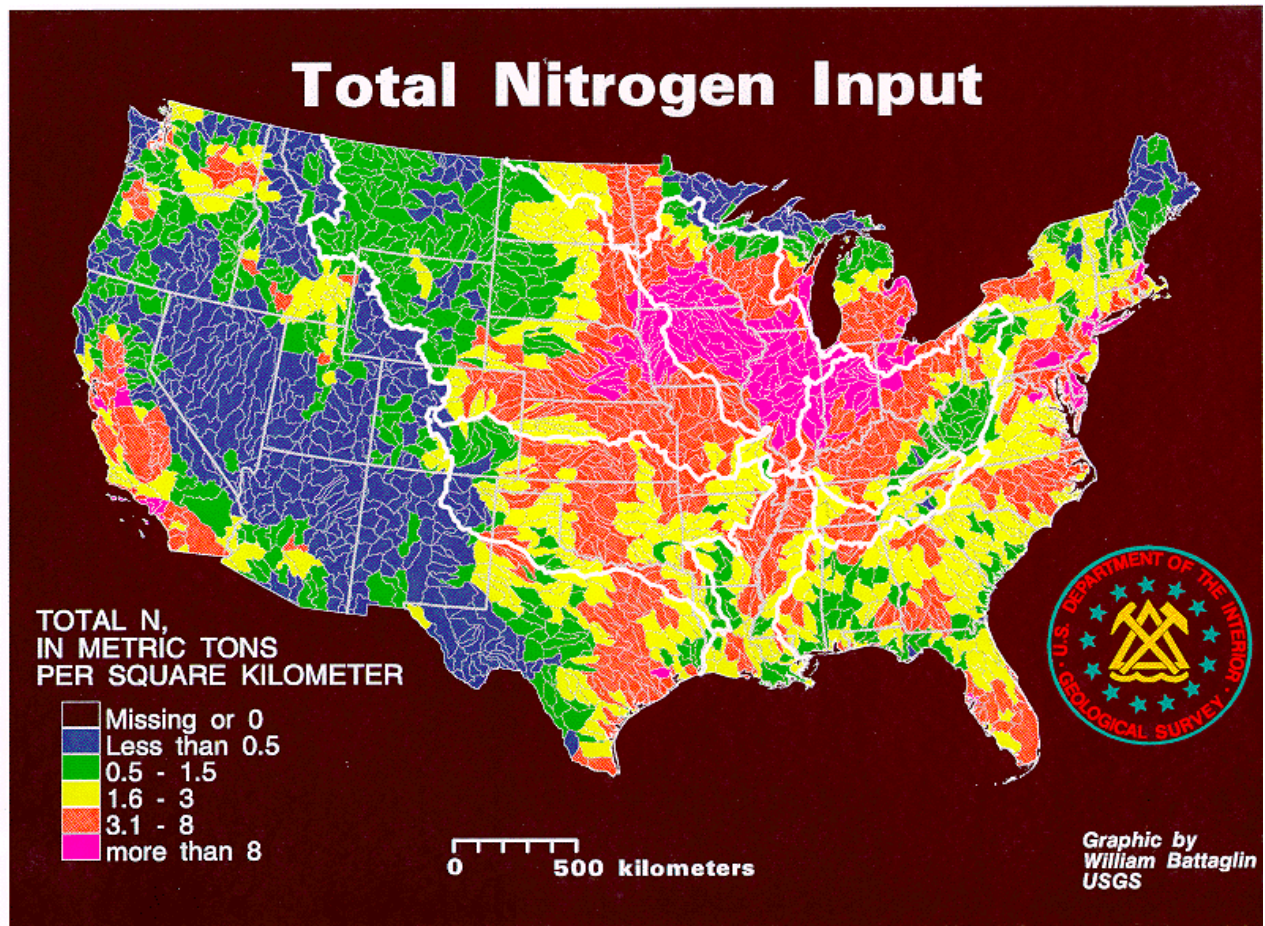 Total Nitrogen Input
TOTAL N,
IN METRIC TONS
PER SQUARE KILOMETER
Missing or 0
Less than 0.5
0.5 - 1.5
1.6 - 3
3.1 - 8
more than 8
0 500 kilometers
U.S. DEPARTMENT OF THE INTERIOR
GEOLOGICAL SURVEY
Graphic by
William Battaglin
USGS